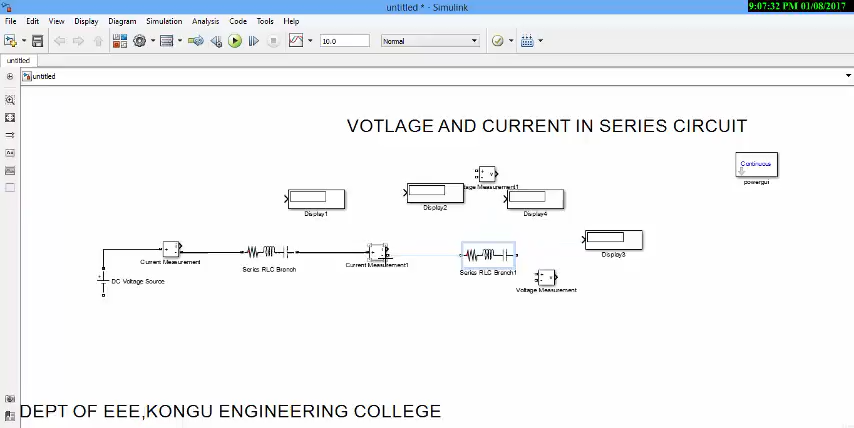 untitled * - Simulink
9:07:32 PM 01/08/2017
File Edit View Display Diagram Simulation Analysis Code Tools Help
10.0 Normal
untitled
untitled
VOTLAGE AND CURRENT IN SERIES CIRCUIT
Continuous
powergui
tage Measurement1
Display1
Display2
Display4
Display3
Current Measurement
Series RLC Branch
Current Measurement1
Series RLC Branch1
DC Voltage Source
Voltage Measurement
DEPT OF EEE,KONGU ENGINEERING COLLEGE